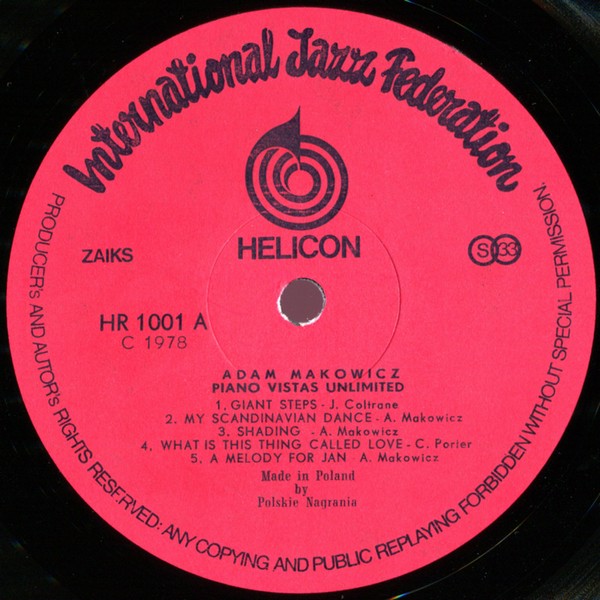 International Jazz Federation
HELICON
ZAIKS
S 33
HR 1001 A
C 1978
ADAM MAKOWICZ
PIANO VISTAS UNLIMITED
1. GIANT STEPS - J. Coltrane
2. MY SCANDINAVIAN DANCE - A. Makowicz
3. SHADING - A. Makowicz
4, WHAT IS THIS THING CALLED LOVE - C. Porter
5. A MELODY FOR JAN - A. Makowicz
Made in Poland
by
Polskie Nagrania
PRODUCER's AND AUTOR'S RIGHTS RESERVED: ANY COPYING AND PUBLIC REPLAYING FORBIDDEN WITHOUT SPECIAL PERMISSION.